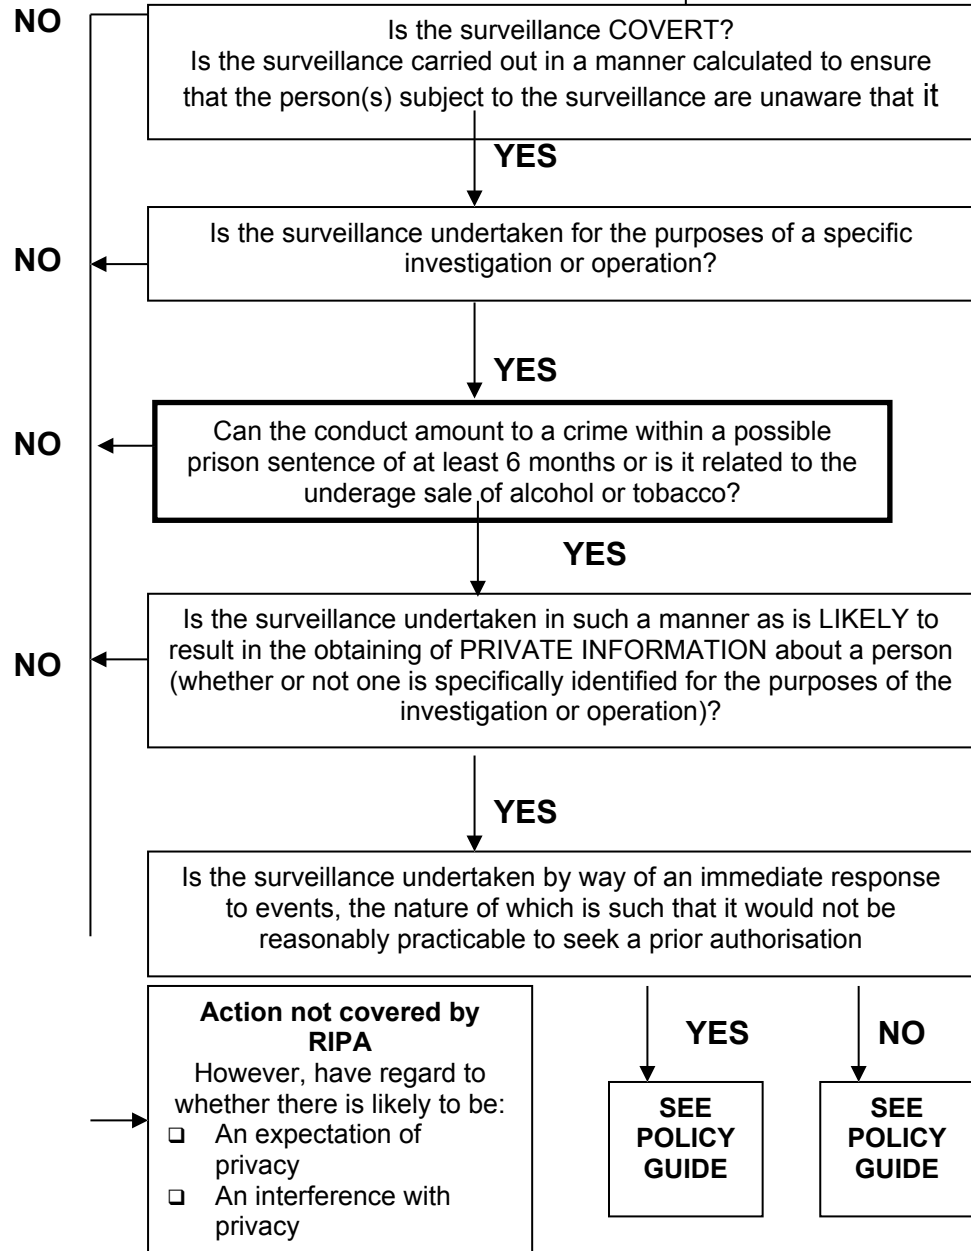 NO
Is the surveillance COVERT?
Is the surveillance carried out in a manner calculated to ensure
that the person(s) subject to the surveillance are unaware that it
YES
Is the surveillance undertaken for the purposes of a specific
investigation or operation?
NO
YES
Can the conduct amount to a crime within a possible
prison sentence of at least 6 months or is it related to the
underage sale of alcohol or tobacco?
NO
YES
Is the surveillance undertaken in such a manner as is LIKELY to
result in the obtaining of PRIVATE INFORMATION about a person
(whether or not one is specifically identified for the purposes of the
investigation or operation)?
NO
YES
Is the surveillance undertaken by way of an immediate response
to events, the nature of which is such that it would not be
reasonably practicable to seek a prior authorisation
Action not covered by
RIPA
However, have regard to
whether there is likely to be:
❑ An expectation of
privacy
❑ An interference with
privacy
YES
NO
SEE
POLICY
GUIDE
SEE
POLICY
GUIDE